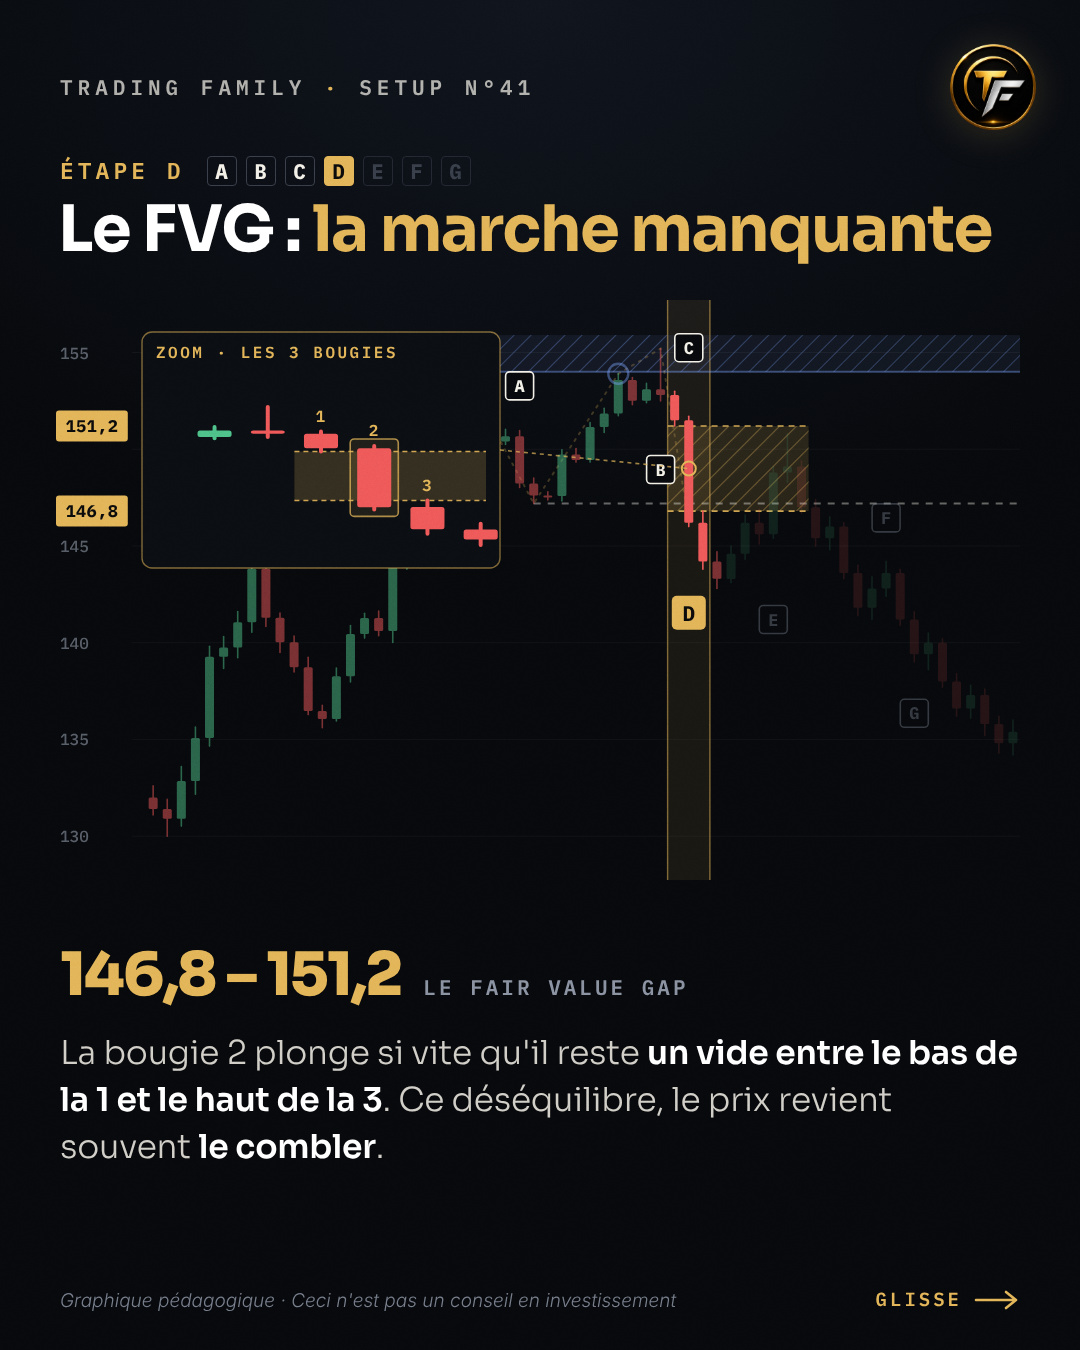 TRADING FAMILY · SETUP N°41
TF
ÉTAPE D A B C D E F G
Le FVG : la marche manquante
ZOOM · LES 3 BOUGIES
1
2
3
155
151,2
146,8
145
140
135
130
A
B
C
D
E
F
G
146,8 – 151,2 LE FAIR VALUE GAP
La bougie 2 plonge si vite qu'il reste un vide entre le bas de
la 1 et le haut de la 3. Ce déséquilibre, le prix revient
souvent le combler.
Graphique pédagogique · Ceci n'est pas un conseil en investissement
GLISSE →